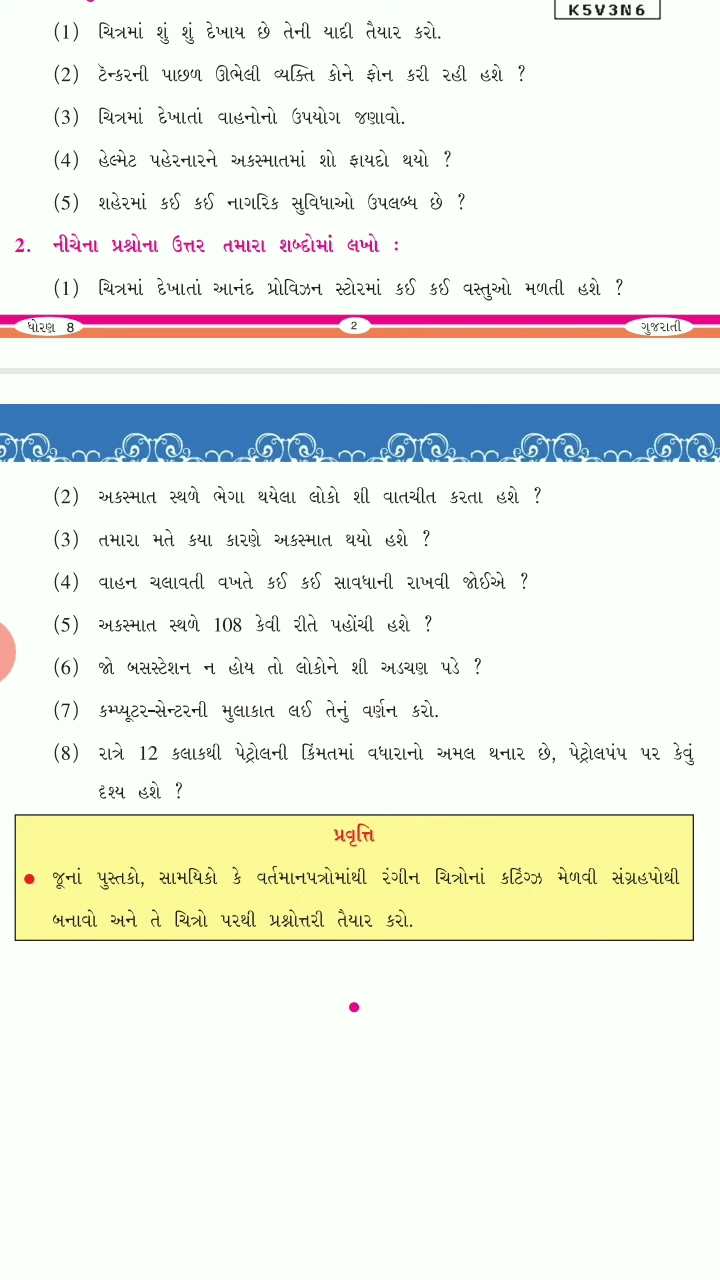 K5V3N6
(1) ચિત્રમાં શું શું દેખાય છે તેની યાદી તૈયાર કરો.
(2) ટૅન્કરની પાછળ ઊભેલી વ્યક્તિ કોને ફોન કરી રહી હશે ?
(3) ચિત્રમાં દેખાતાં વાહનોનો ઉપયોગ જણાવો.
(4) હેલ્મેટ પહેરનારને અકસ્માતમાં શો ફાયદો થયો ?
(5) શહેરમાં કઈ કઈ નાગરિક સુવિધાઓ ઉપલબ્ધ છે ?
2. નીચેના પ્રશ્નોના ઉત્તર તમારા શબ્દોમાં લખો :
(1) ચિત્રમાં દેખાતાં આનંદ પ્રોવિઝન સ્ટોરમાં કઈ કઈ વસ્તુઓ મળતી હશે ?
ધોરણ 8 2 ગુજરાતી
(2) અકસ્માત સ્થળે ભેગા થયેલા લોકો શી વાતચીત કરતા હશે ?
(3) તમારા મતે કયા કારણે અકસ્માત થયો હશે ?
(4) વાહન ચલાવતી વખતે કઈ કઈ સાવધાની રાખવી જોઈએ ?
(5) અકસ્માત સ્થળે 108 કેવી રીતે પહોંચી હશે ?
(6) જો બસસ્ટેશન ન હોય તો લોકોને શી અડચણ પડે ?
(7) કમ્પ્યૂટર-સેન્ટરની મુલાકાત લઈ તેનું વર્ણન કરો.
(8) રાત્રે 12 કલાકથી પેટ્રોલની કિંમતમાં વધારાનો અમલ થનાર છે, પેટ્રોલપંપ પર કેવું
દૃશ્ય હશે ?
પ્રવૃત્તિ
● જૂનાં પુસ્તકો, સામયિકો કે વર્તમાનપત્રોમાંથી રંગીન ચિત્રોનાં કટિંગ્ઝ મેળવી સંગ્રહપોથી
બનાવો અને તે ચિત્રો પરથી પ્રશ્નોત્તરી તૈયાર કરો.